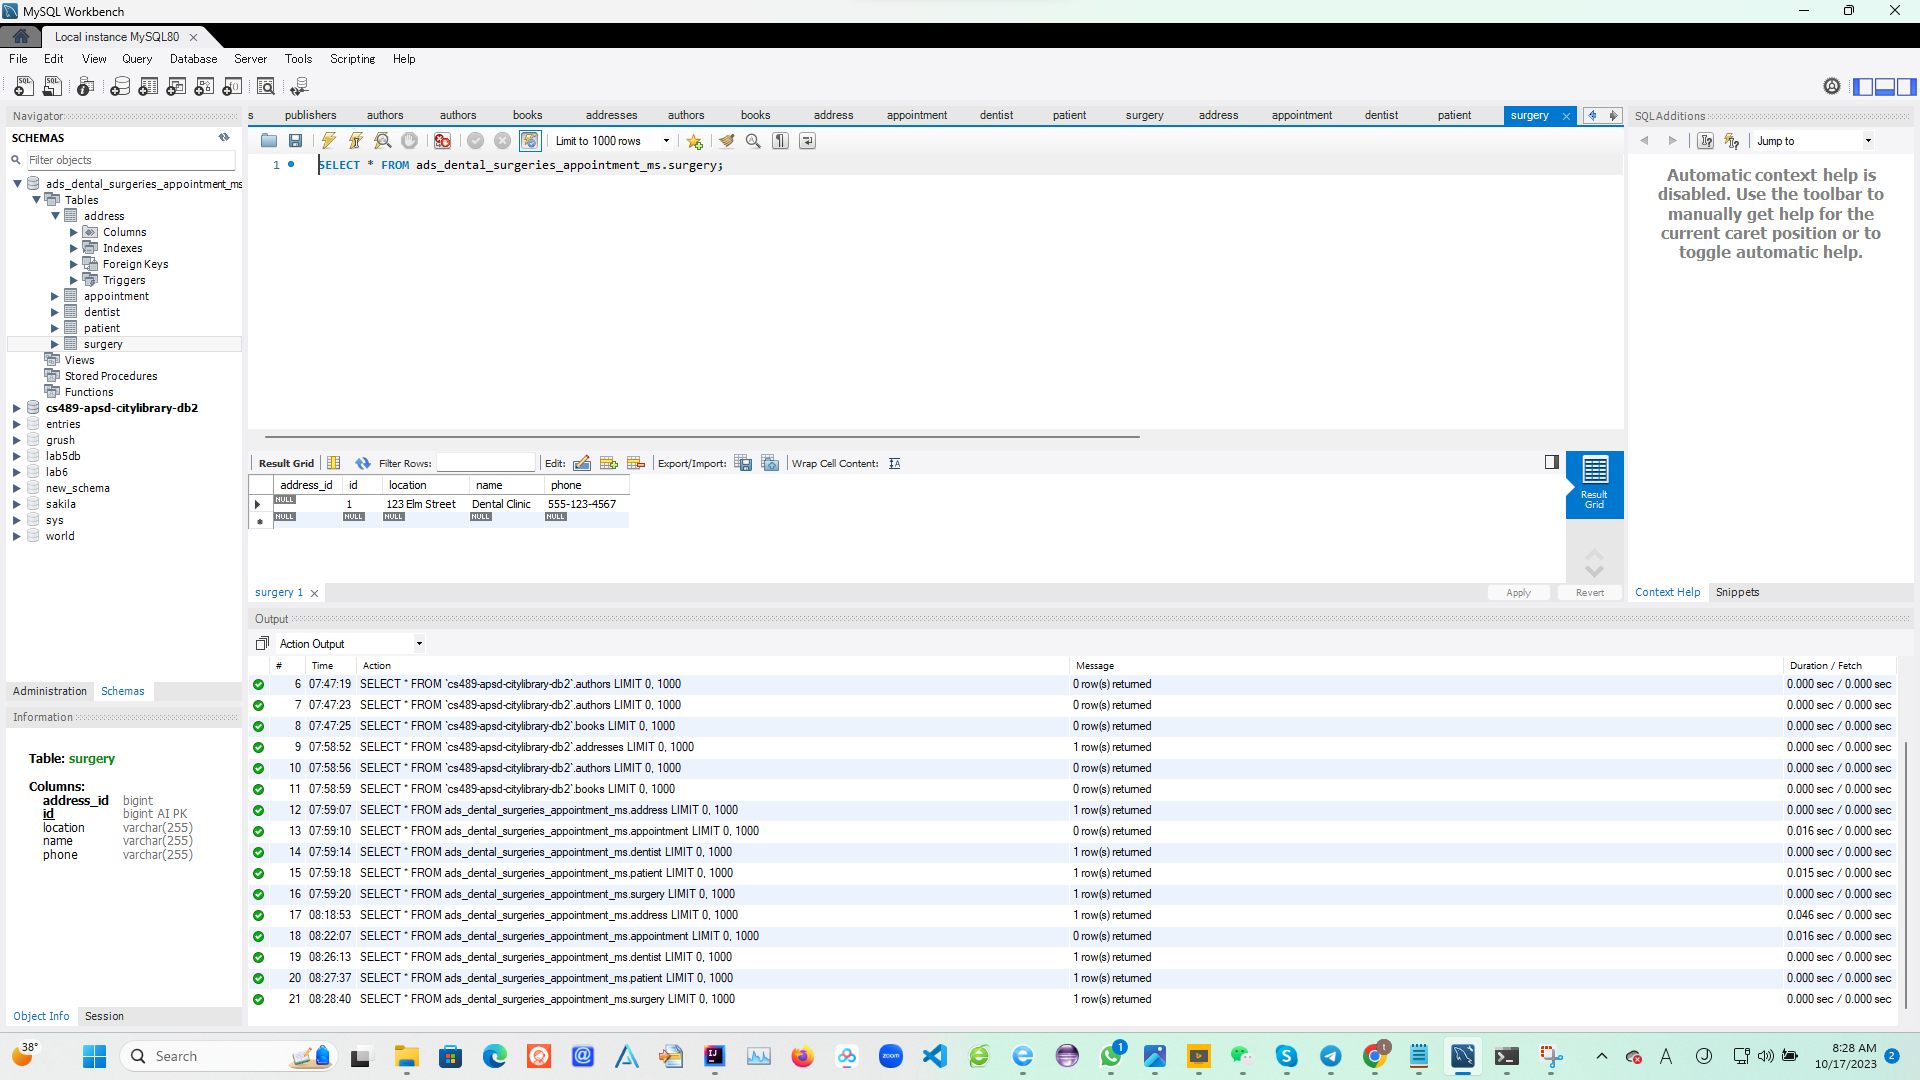 MySQL Workbench
Local instance MySQL80
File Edit View Query Database Server Tools Scripting Help
Navigator
SCHEMAS
Filter objects
ads_dental_surgeries_appointment_ms
Tables
address
Columns
Indexes
Foreign Keys
Triggers
appointment
dentist
patient
surgery
Views
Stored Procedures
Functions
cs489-apsd-citylibrary-db2
entries
grush
lab5db
lab6
new_schema
sakila
sys
world
Administration Schemas
Information
Table: surgery
Columns:
address_id bigint
id bigint AI PK
location varchar(255)
name varchar(255)
phone varchar(255)
Object Info Session
s publishers authors authors books addresses authors books address appointment dentist patient surgery address appointment dentist patient surgery
Limit to 1000 rows
1 SELECT * FROM ads_dental_surgeries_appointment_ms.surgery;
Result Grid Filter Rows: Edit: Export/Import: Wrap Cell Content:
address_id id location name phone
NULL 1 123 Elm Street Dental Clinic 555-123-4567
NULL NULL NULL NULL NULL
Result
Grid
surgery 1
Apply Revert
SQLAdditions
Jump to
Automatic context help is
disabled. Use the toolbar to
manually get help for the
current caret position or to
toggle automatic help.
Context Help Snippets
Output
Action Output
# Time Action Message Duration / Fetch
6 07:47:19 SELECT * FROM `cs489-apsd-citylibrary-db2`.authors LIMIT 0, 1000 0 row(s) returned 0.000 sec / 0.000 sec
7 07:47:23 SELECT * FROM `cs489-apsd-citylibrary-db2`.authors LIMIT 0, 1000 0 row(s) returned 0.000 sec / 0.000 sec
8 07:47:25 SELECT * FROM `cs489-apsd-citylibrary-db2`.books LIMIT 0, 1000 0 row(s) returned 0.000 sec / 0.000 sec
9 07:58:52 SELECT * FROM `cs489-apsd-citylibrary-db2`.addresses LIMIT 0, 1000 1 row(s) returned 0.000 sec / 0.000 sec
10 07:58:56 SELECT * FROM `cs489-apsd-citylibrary-db2`.authors LIMIT 0, 1000 0 row(s) returned 0.000 sec / 0.000 sec
11 07:58:59 SELECT * FROM `cs489-apsd-citylibrary-db2`.books LIMIT 0, 1000 0 row(s) returned 0.000 sec / 0.000 sec
12 07:59:07 SELECT * FROM ads_dental_surgeries_appointment_ms.address LIMIT 0, 1000 1 row(s) returned 0.000 sec / 0.000 sec
13 07:59:10 SELECT * FROM ads_dental_surgeries_appointment_ms.appointment LIMIT 0, 1000 0 row(s) returned 0.016 sec / 0.000 sec
14 07:59:14 SELECT * FROM ads_dental_surgeries_appointment_ms.dentist LIMIT 0, 1000 1 row(s) returned 0.000 sec / 0.000 sec
15 07:59:18 SELECT * FROM ads_dental_surgeries_appointment_ms.patient LIMIT 0, 1000 1 row(s) returned 0.015 sec / 0.000 sec
16 07:59:20 SELECT * FROM ads_dental_surgeries_appointment_ms.surgery LIMIT 0, 1000 1 row(s) returned 0.000 sec / 0.000 sec
17 08:18:53 SELECT * FROM ads_dental_surgeries_appointment_ms.address LIMIT 0, 1000 1 row(s) returned 0.046 sec / 0.000 sec
18 08:22:07 SELECT * FROM ads_dental_surgeries_appointment_ms.appointment LIMIT 0, 1000 0 row(s) returned 0.016 sec / 0.000 sec
19 08:26:13 SELECT * FROM ads_dental_surgeries_appointment_ms.dentist LIMIT 0, 1000 1 row(s) returned 0.000 sec / 0.000 sec
20 08:27:37 SELECT * FROM ads_dental_surgeries_appointment_ms.patient LIMIT 0, 1000 1 row(s) returned 0.000 sec / 0.000 sec
21 08:28:40 SELECT * FROM ads_dental_surgeries_appointment_ms.surgery LIMIT 0, 1000 1 row(s) returned 0.000 sec / 0.000 sec
38°
Search
zoom
1
8:28 AM
10/17/2023
2